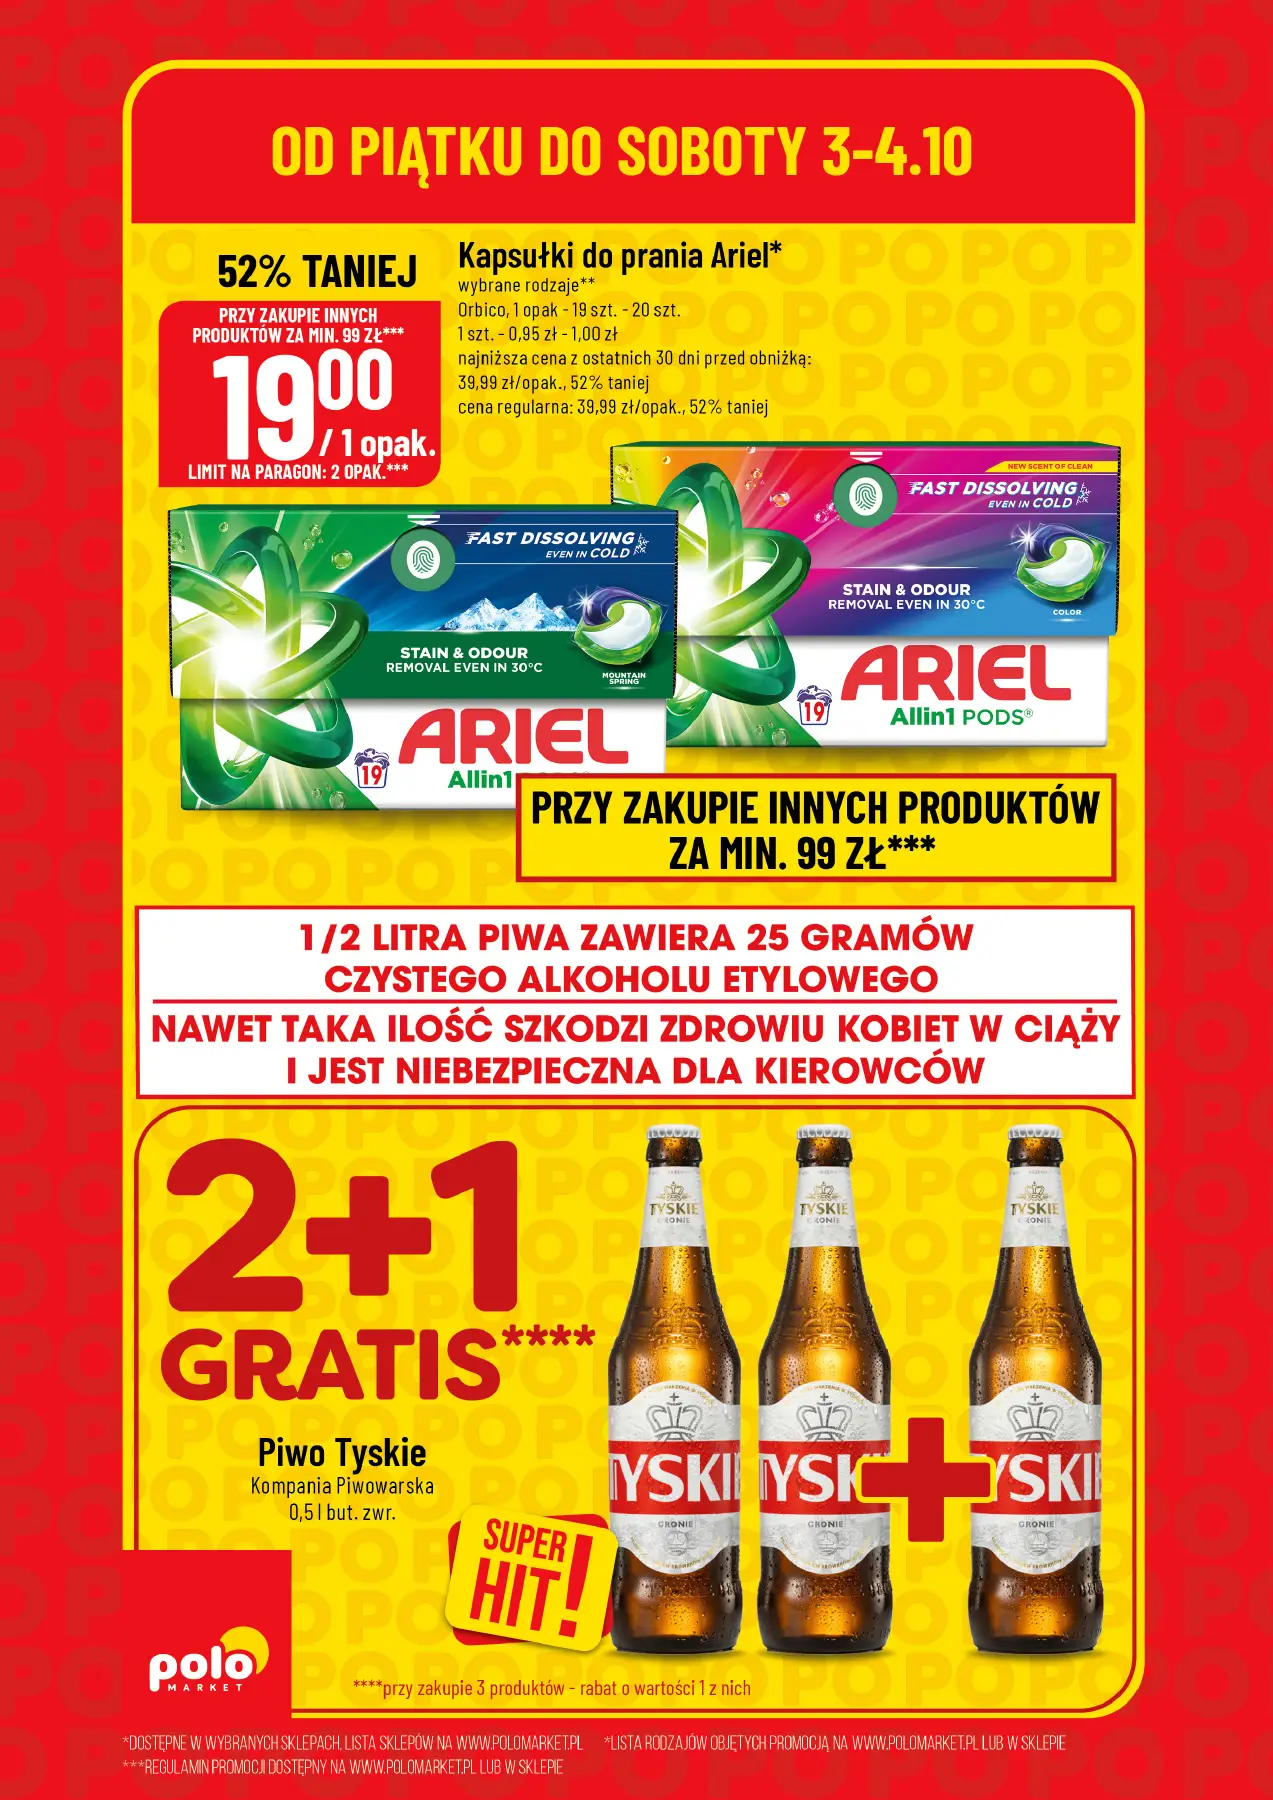 OD PIĄTKU DO SOBOTY 3-4.10
52% TANIEJ
PRZY ZAKUPIE INNYCH
PRODUKTÓW ZA MIN. 99 ZŁ***
1900
/ 1 opak.
LIMIT NA PARAGON: 2 OPAK.***
Kapsułki do prania Ariel*
wybrane rodzaje**
Orbico, 1 opak - 19 szt. - 20 szt.
1 szt. - 0,95 zł - 1,00 zł
najniższa cena z ostatnich 30 dni przed obniżką:
39,99 zł/opak., 52% taniej
cena regularna: 39,99 zł/opak., 52% taniej
NEW SCENT OF CLEAN
FAST DISSOLVING
EVEN IN COLD
STAIN & ODOUR
REMOVAL EVEN IN 30°C
COLOR
ARIEL
19
Allin1 PODS®
FAST DISSOLVING
EVEN IN COLD
STAIN & ODOUR
REMOVAL EVEN IN 30°C
MOUNTAIN
SPRING
ARIEL
19
Allin1
PRZY ZAKUPIE INNYCH PRODUKTÓW
ZA MIN. 99 ZŁ***
1/2 LITRA PIWA ZAWIERA 25 GRAMÓW
CZYSTEGO ALKOHOLU ETYLOWEGO
NAWET TAKA ILOŚĆ SZKODZI ZDROWIU KOBIET W CIĄŻY
I JEST NIEBEZPIECZNA DLA KIEROWCÓW
2+1
GRATIS****
Piwo Tyskie
Kompania Piwowarska
0,5 l but. zwr.
TYSKIE
GRONIE
TYSKIE
GRONIE
TYSKIE
GRONIE
TYSKI
GRONIE
TYSK
GRONIE
+
YSKI
GRONIE
SUPER
HIT!
polo
MARKET
****przy zakupie 3 produktów - rabat o wartości 1 z nich
*DOSTĘPNE W WYBRANYCH SKLEPACH, LISTA SKLEPÓW NA WWW.POLOMARKET.PL *LISTA RODZAJÓW OBJĘTYCH PROMOCJĄ NA WWW.POLOMARKET.PL LUB W SKLEPIE
***REGULAMIN PROMOCJI DOSTĘPNY NA WWW.POLOMARKET.PL LUB W SKLEPIE